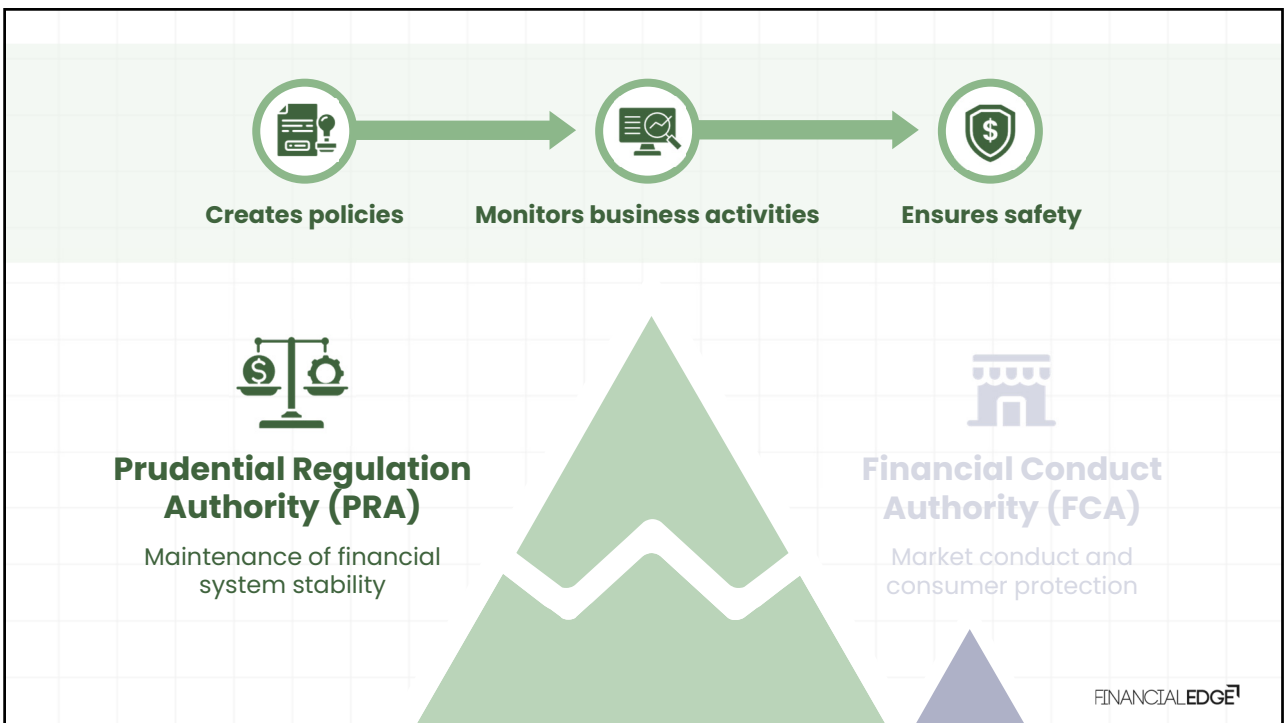 Creates policies
Monitors business activities
Ensures safety
Prudential Regulation
Authority (PRA)
Maintenance of financial
system stability
Financial Conduct
Authority (FCA)
Market conduct and
consumer protection
FINANCIALEDGE